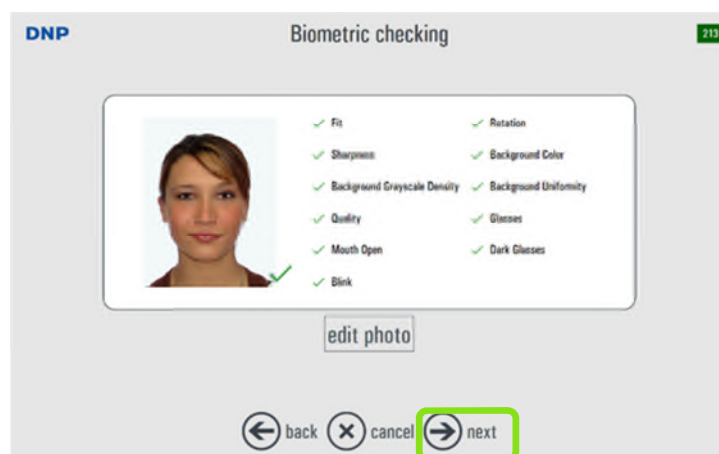 DNP
Biometric checking
213
Fit
Rotation
Sharpness
Background Color
Background Grayscale Density
Background Uniformity
Quality
Glasses
Mouth Open
Dark Glasses
Blink
edit photo
back
cancel
next